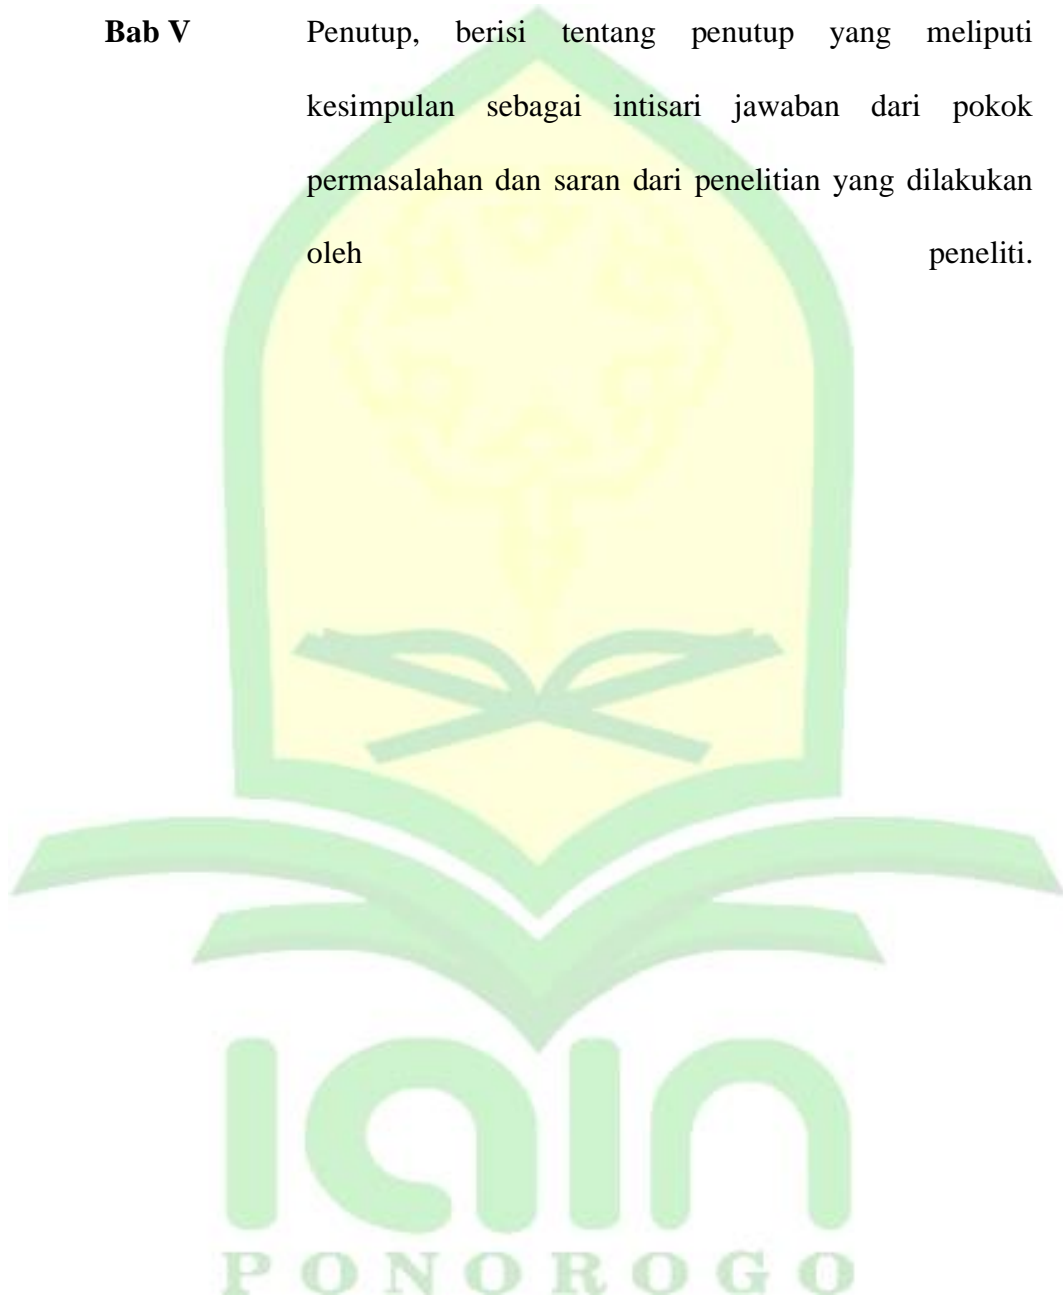 Bab V Penutup, berisi tentang penutup yang meliputi
kesimpulan sebagai intisari jawaban dari pokok
permasalahan dan saran dari penelitian yang dilakukan
oleh peneliti.
iain
PONOROGO